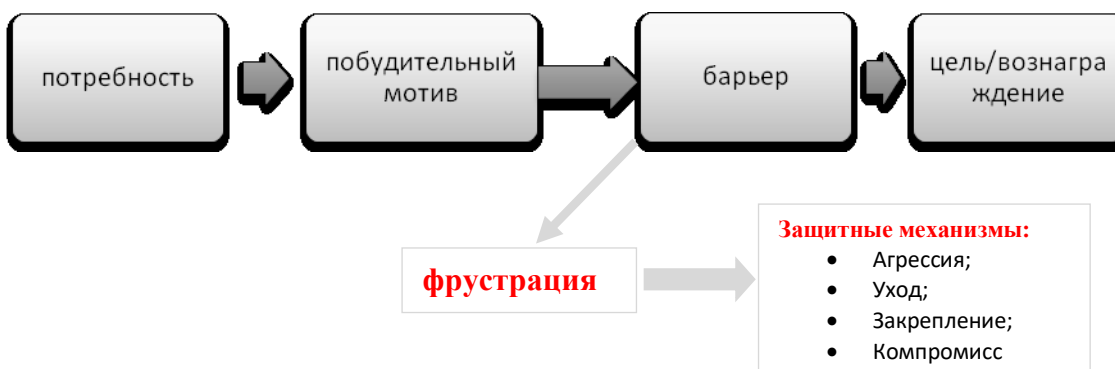 потребность
побудительный
мотив
барьер
цель/вознагра
ждение
фрустрация
Защитные механизмы:
• Агрессия;
• Уход;
• Закрепление;
• Компромисс